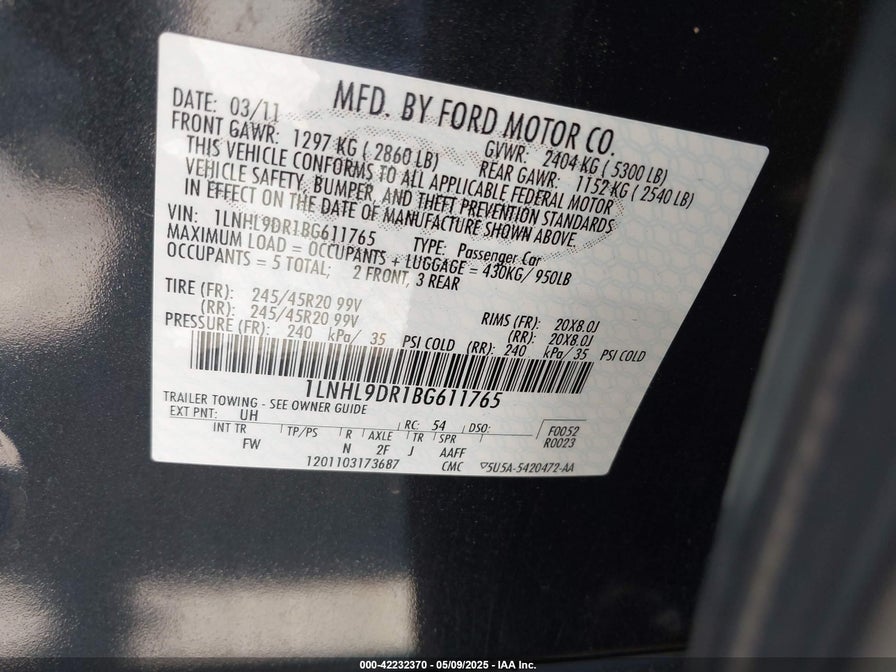 MFD. BY FORD MOTOR CO.
DATE: 03/11 GVWR: 2404 KG ( 5300 LB)
FRONT GAWR: 1297 KG ( 2860 LB) REAR GAWR: 1152 KG ( 2540 LB)
THIS VEHICLE CONFORMS TO ALL APPLICABLE FEDERAL MOTOR
VEHICLE SAFETY, BUMPER, AND THEFT PREVENTION STANDARDS
IN EFFECT ON THE DATE OF MANUFACTURE SHOWN ABOVE.
VIN: 1LNHL9DR1BG611765 TYPE: Passenger Car
MAXIMUM LOAD = OCCUPANTS + LUGGAGE = 430KG/ 950LB
OCCUPANTS = 5 TOTAL; 2 FRONT, 3 REAR
TIRE (FR): 245/45R20 99V RIMS (FR): 20X8.0J
(RR): 245/45R20 99V (RR): 20X8.0J
PRESSURE (FR): 240 kPa/ 35 PSI COLD (RR): 240 kPa/ 35 PSI COLD
1LNHL9DR1BG611765
TRAILER TOWING - SEE OWNER GUIDE
EXT PNT: UH RC: 54 DSO: F0052
INT TR TP/PS R AXLE TR SPR R0023
FW N 2F J AAFF
1201103173687 CMC 5U5A-5420472-AA
000-42232370 - 05/09/2025 - IAA Inc.